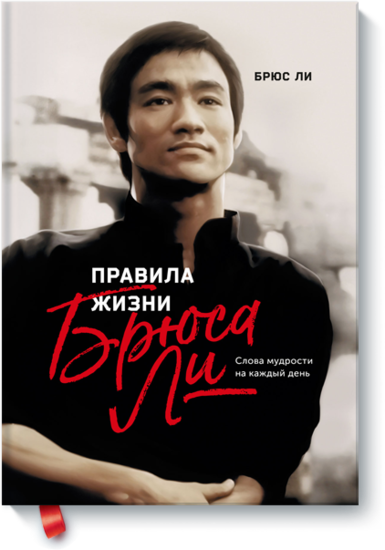 БРЮС ЛИ
ПРАВИЛА
ЖИЗНИ
Брюса
Ли
Слова мудрости
на каждый день